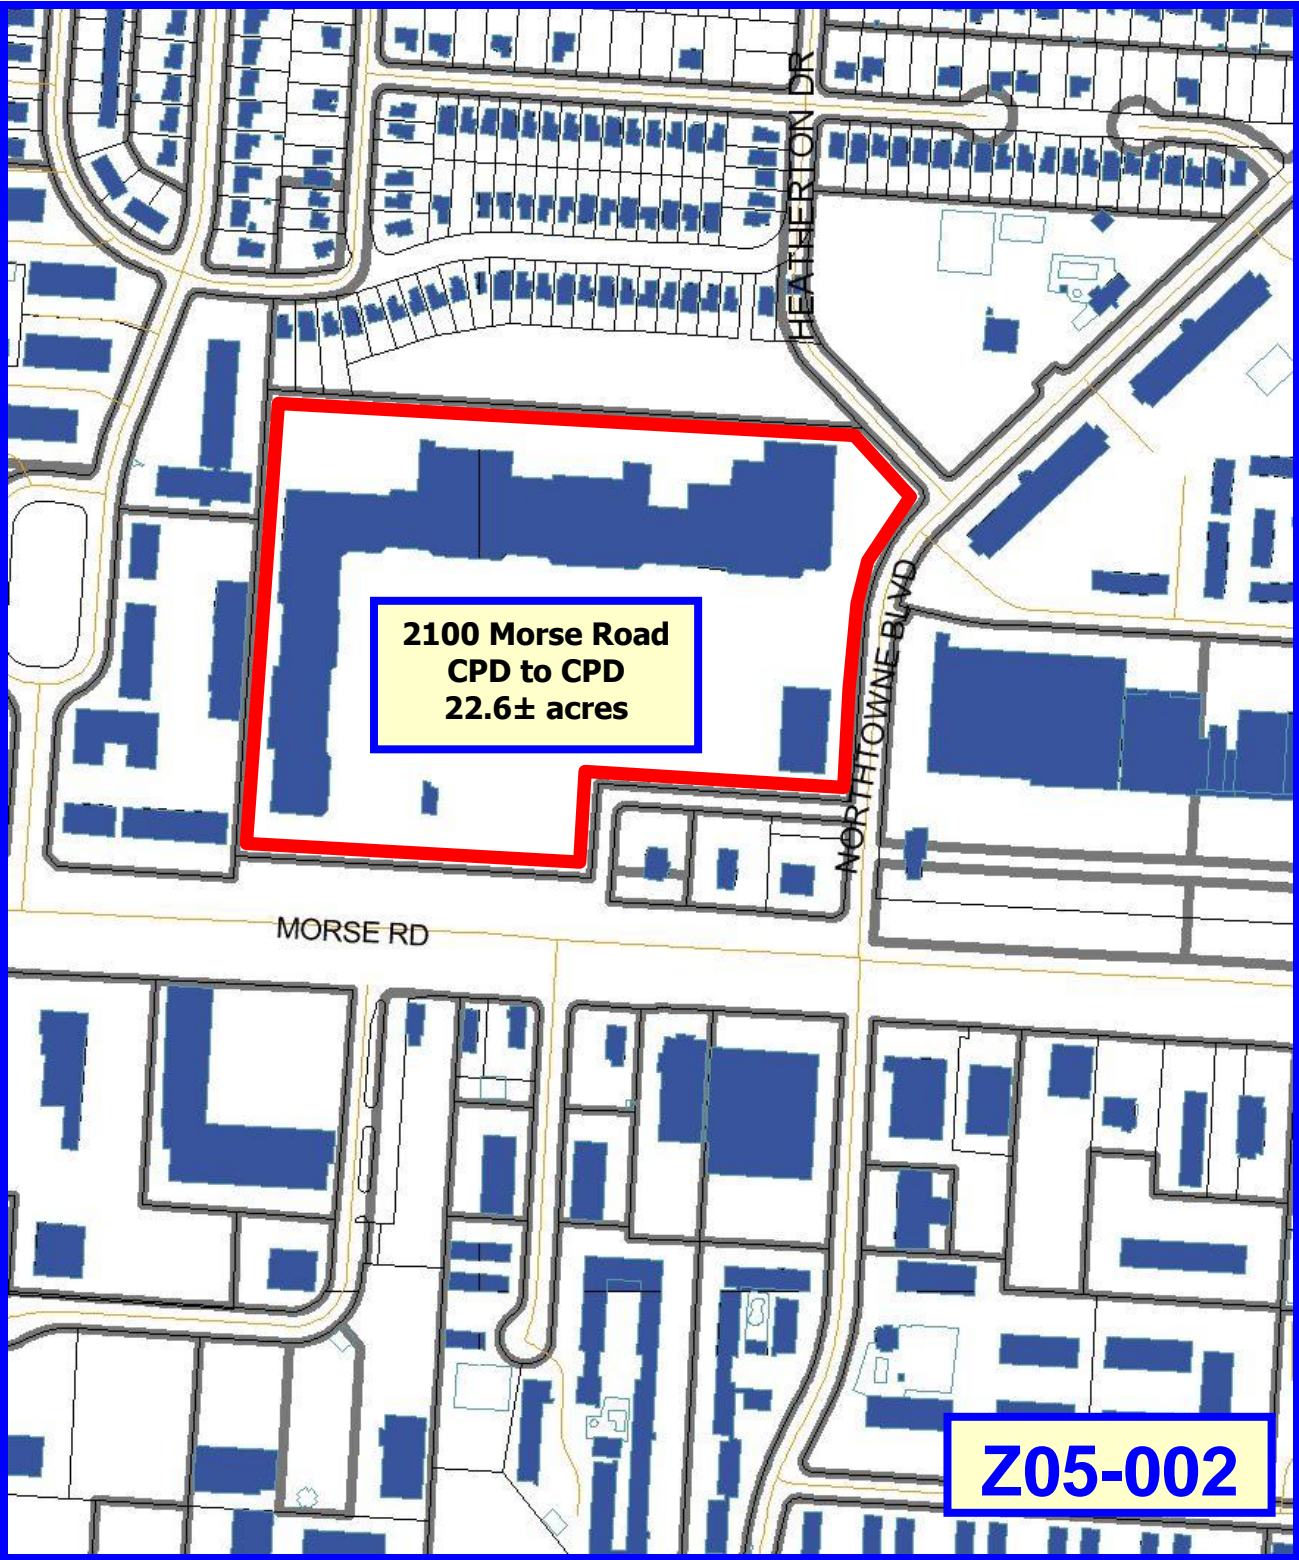 HEATHERTON DR
2100 Morse Road
CPD to CPD
22.6± acres
NORTHTOWNE BLVD
MORSE RD
Z05-002